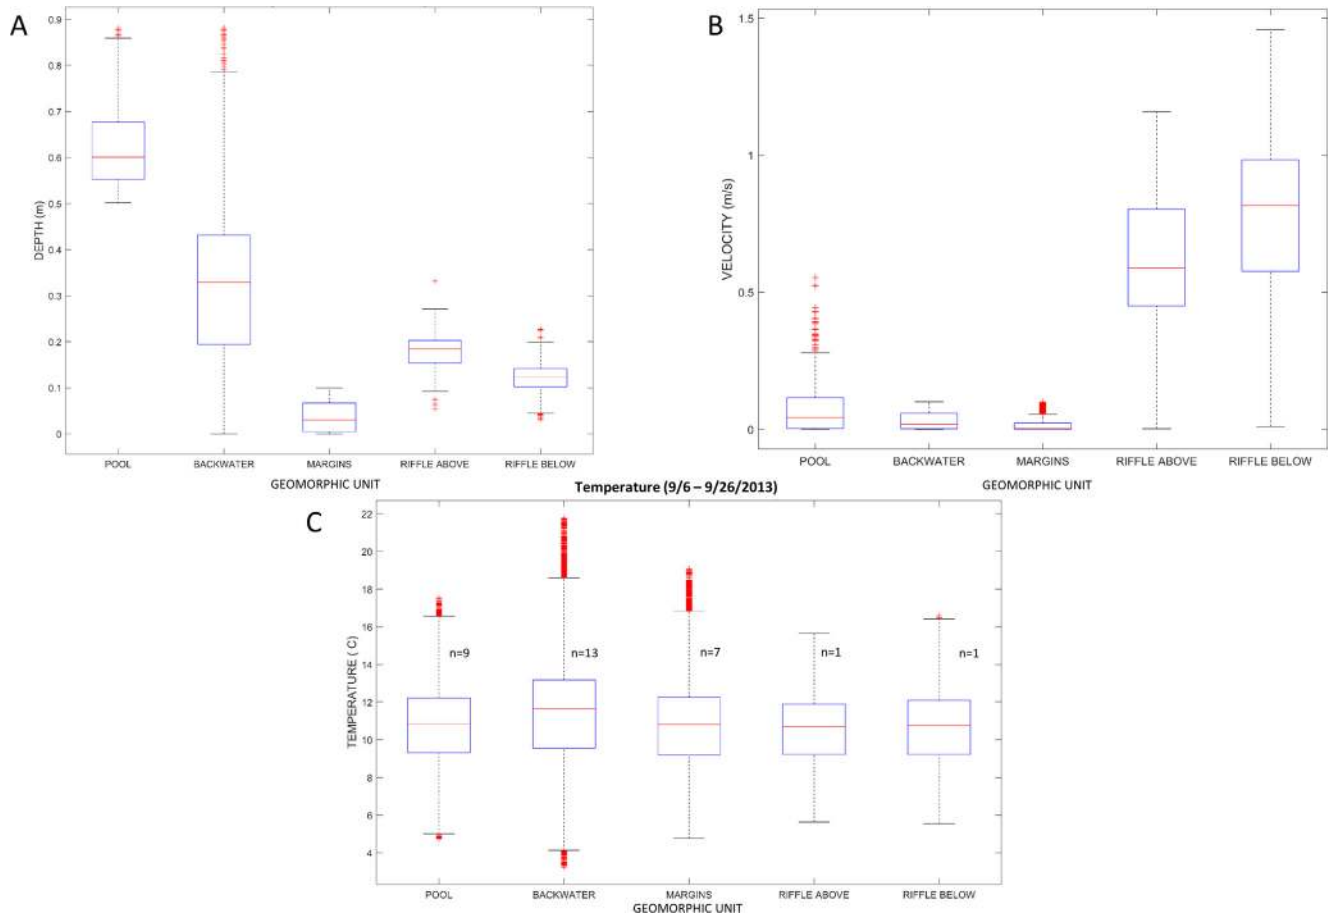 A
0.9
0.8
0.7
0.6
0.5
0.4
0.3
0.2
0.1
0
DEPTH (m)
POOL BACKWATER MARGINS RIFFLE ABOVE RIFFLE BELOW
GEOMORPHIC UNIT
B
1.5
1
0.5
0
VELOCITY (m/s)
POOL BACKWATER MARGINS RIFFLE ABOVE RIFFLE BELOW
GEOMORPHIC UNIT
Temperature (9/6 – 9/26/2013)
C
22
20
18
16
14
12
10
8
6
4
TEMPERATURE ( C)
n=9 n=13 n=7 n=1 n=1
POOL BACKWATER MARGINS RIFFLE ABOVE RIFFLE BELOW
GEOMORPHIC UNIT